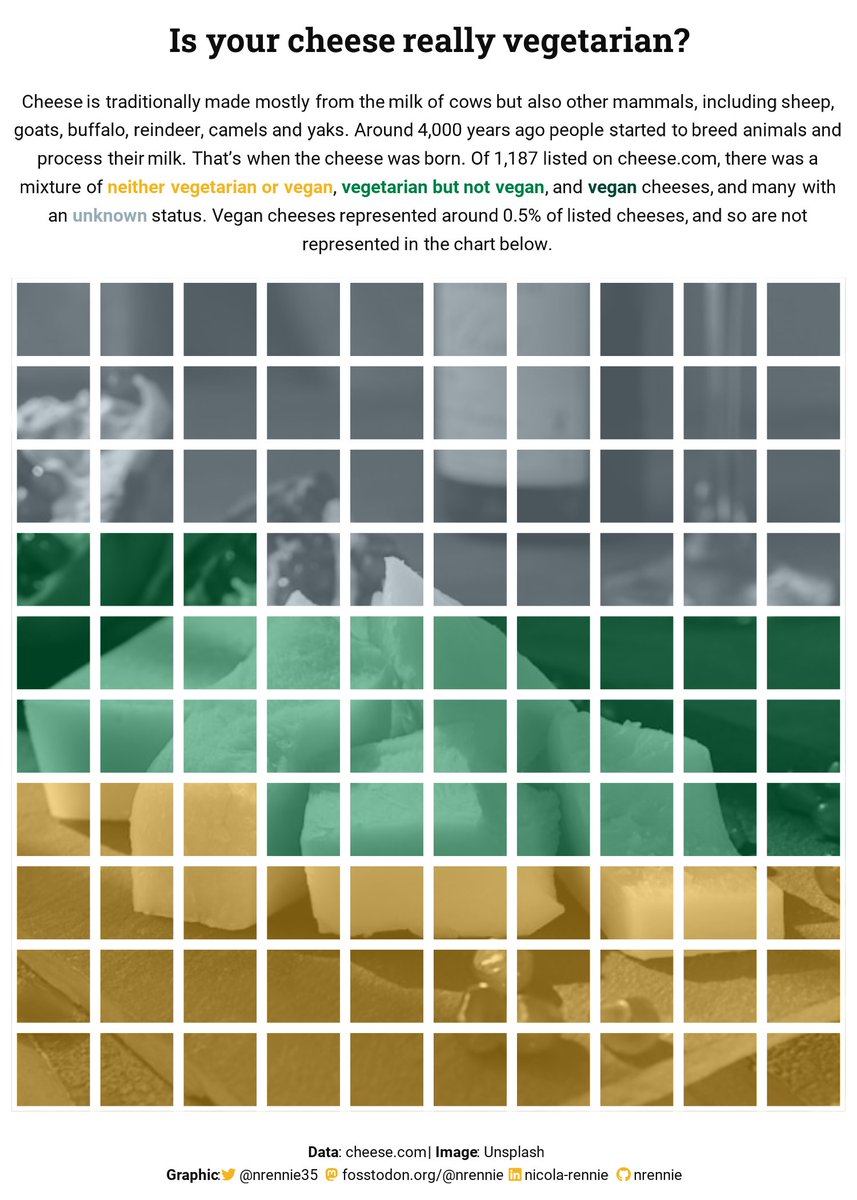 Is your cheese really vegetarian?
Cheese is traditionally made mostly from the milk of cows but also other mammals, including sheep,
goats, buffalo, reindeer, camels and yaks. Around 4,000 years ago people started to breed animals and
process their milk. That's when the cheese was born. Of 1,187 listed on cheese.com, there was a
mixture of neither vegetarian or vegan, vegetarian but not vegan, and vegan cheeses, and many with
an unknown status. Vegan cheeses represented around 0.5% of listed cheeses, and so are not
represented in the chart below.
Data: cheese.com| Image: Unsplash
Graphic: @nrennie35 fosstodon.org/@nrennie nicola-rennie nrennie